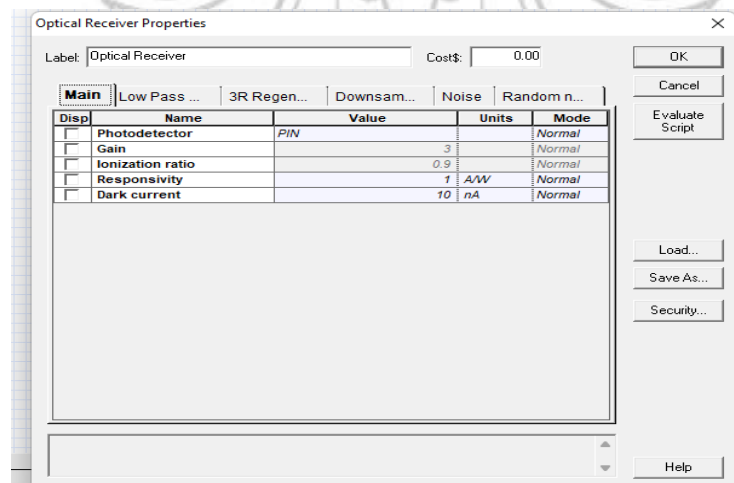 Optical Receiver Properties
Label: Optical Receiver Cost$: 0.00 OK
Cancel
Main Low Pass ... 3R Regen... Downsam... Noise Random n...
Evaluate Script
Disp Name Value Units Mode
Photodetector PIN Normal
Gain 3 Normal
Ionization ratio 0.9 Normal
Responsivity 1 A/W Normal
Dark current 10 nA Normal
Load...
Save As...
Security...
Help